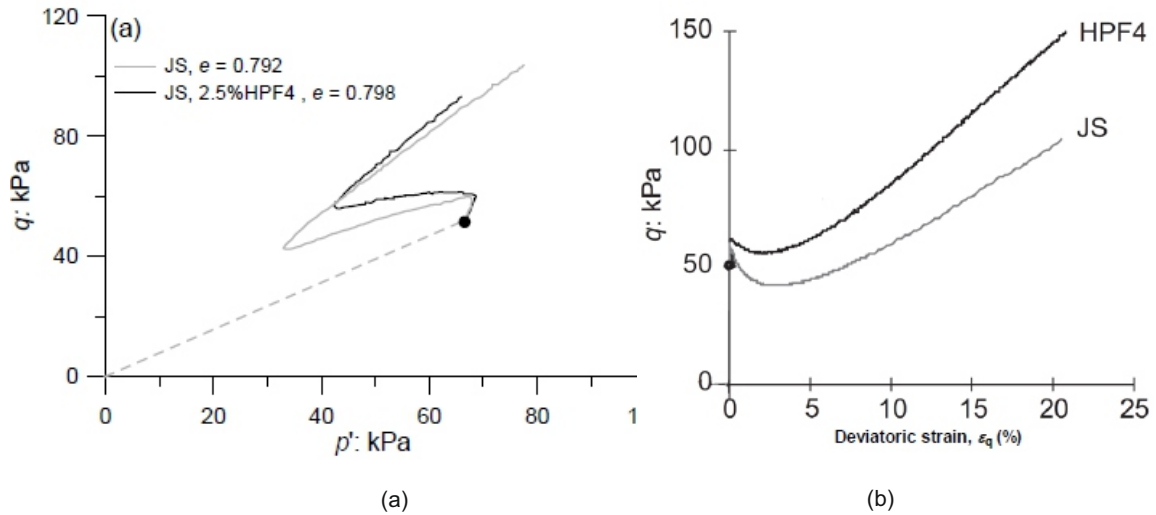 120
(a)
JS, e = 0.792
JS, 2.5%HPF4 , e = 0.798
80
q: kPa
40
0
0 20 40 60 80 1
p': kPa
(a)
150
HPF4
100
JS
q: kPa
50
0
0 5 10 15 20 25
Deviatoric strain, εq (%)
(b)